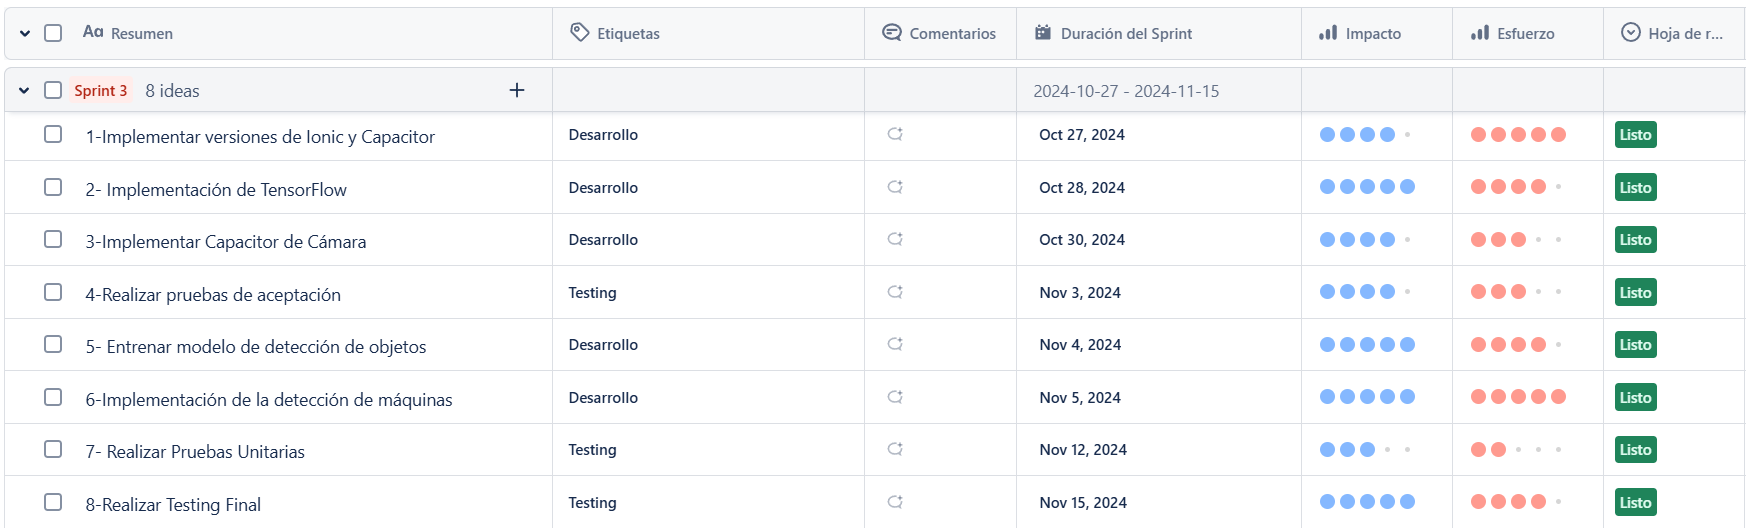 Aa Resumen Etiquetas Comentarios Duración del Sprint Impacto Esfuerzo Hoja de r...
Sprint 3 8 ideas + 2024-10-27 - 2024-11-15
1-Implementar versiones de Ionic y Capacitor Desarrollo Oct 27, 2024 Listo
2- Implementación de TensorFlow Desarrollo Oct 28, 2024 Listo
3-Implementar Capacitor de Cámara Desarrollo Oct 30, 2024 Listo
4-Realizar pruebas de aceptación Testing Nov 3, 2024 Listo
5- Entrenar modelo de detección de objetos Desarrollo Nov 4, 2024 Listo
6-Implementación de la detección de máquinas Desarrollo Nov 5, 2024 Listo
7- Realizar Pruebas Unitarias Testing Nov 12, 2024 Listo
8-Realizar Testing Final Testing Nov 15, 2024 Listo